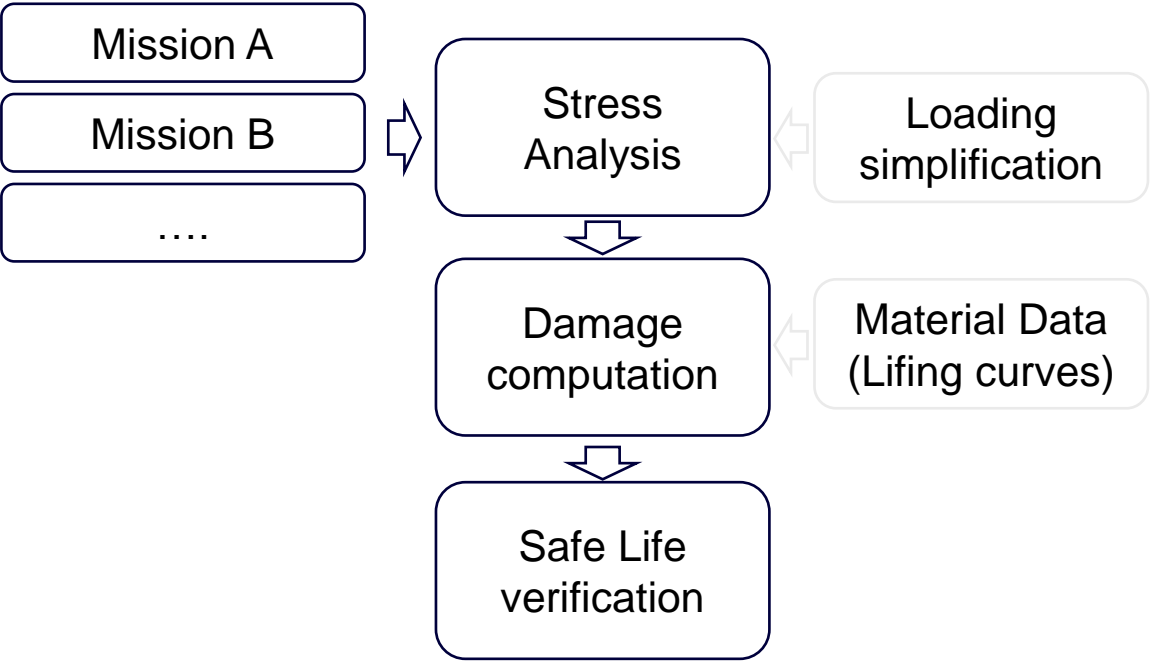 Mission A
Mission B
….
Stress
Analysis
Loading
simplification
Damage
computation
Material Data
(Lifing curves)
Safe Life
verification